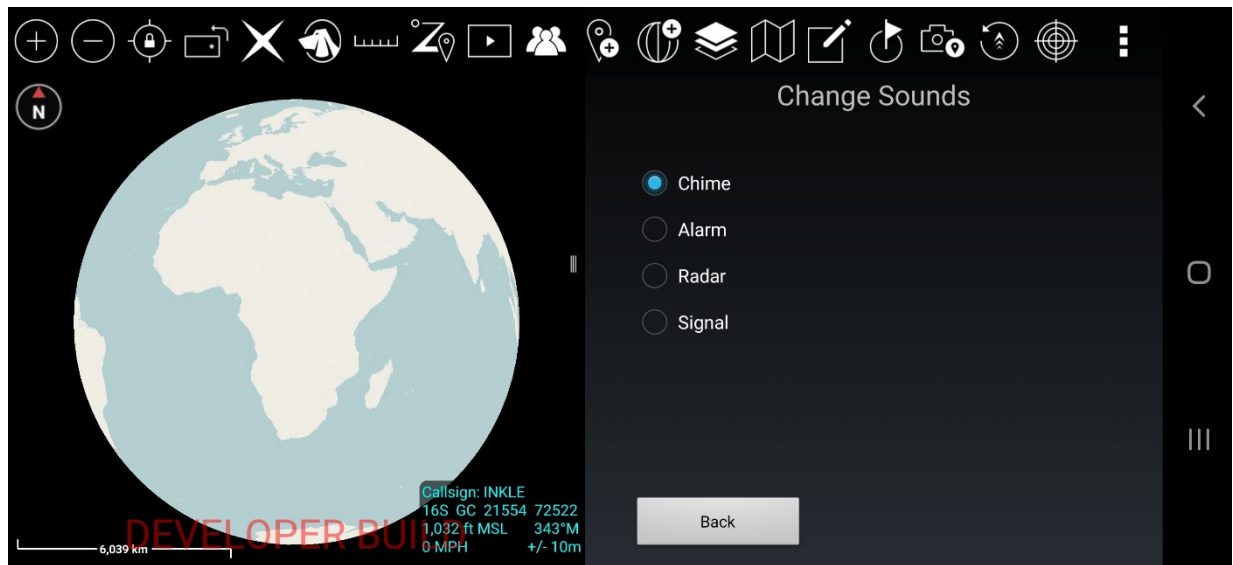 N
Change Sounds
Chime
Alarm
Radar
Signal
Callsign: INKLE
16S GC 21554 72522
1,032 ft MSL 343°M
0 MPH +/- 10m
DEVELOPER BUILD
6,039 km
Back